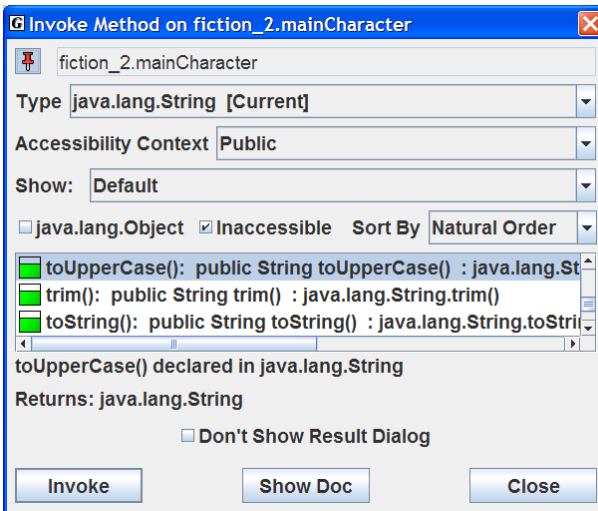 G Invoke Method on fiction_2.mainCharacter
fiction_2.mainCharacter
Type java.lang.String [Current]
Accessibility Context Public
Show: Default
java.lang.Object Inaccessible Sort By Natural Order
toUpperCase(): public String toUpperCase() : java.lang.St
trim(): public String trim() : java.lang.String.trim()
toString(): public String toString() : java.lang.String.toStri
toUpperCase() declared in java.lang.String
Returns: java.lang.String
Don't Show Result Dialog
Invoke Show Doc Close